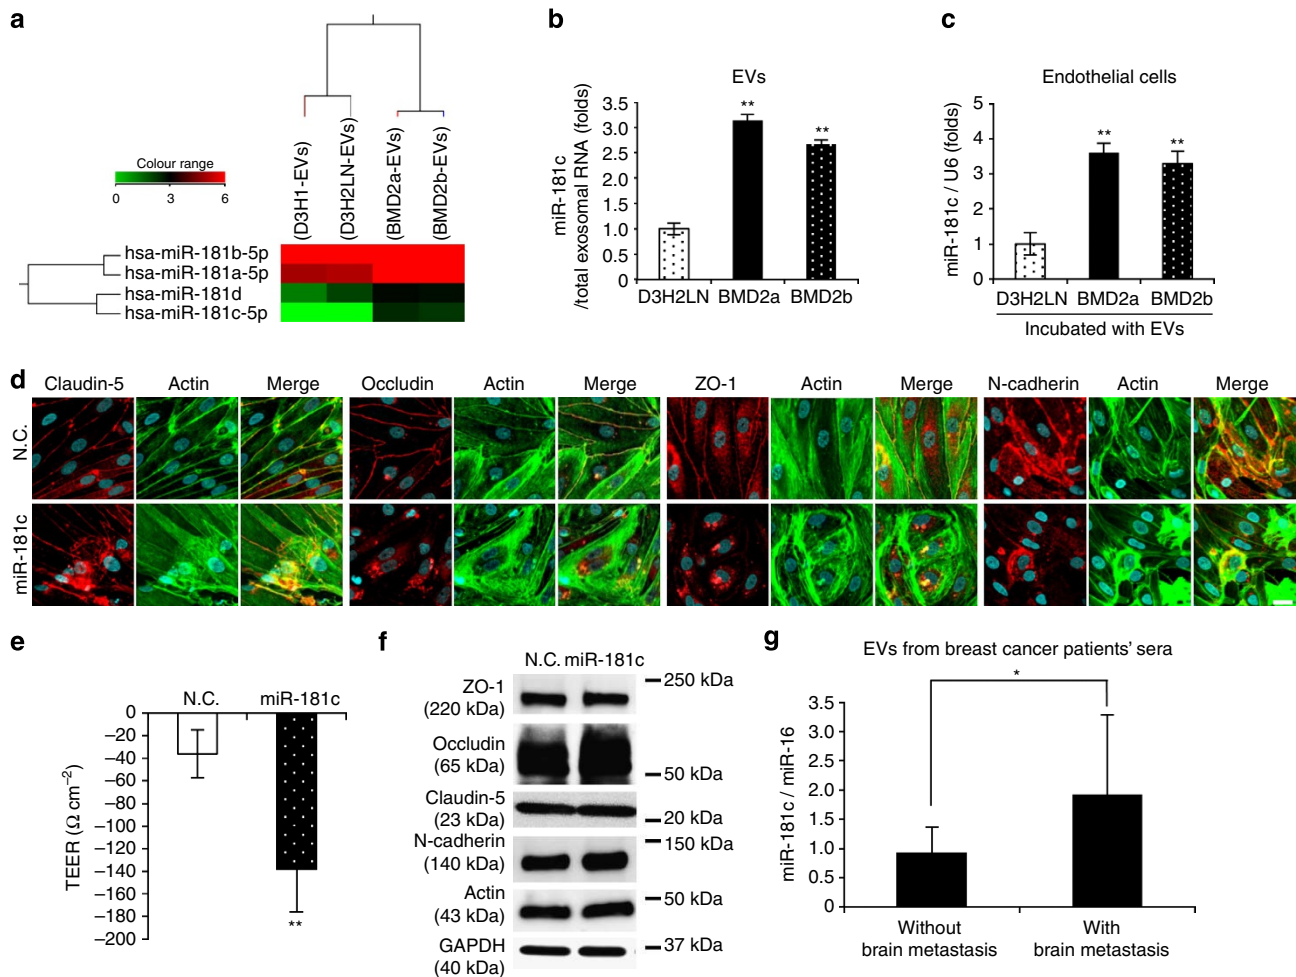 a
Colour range
0 3 6
(D3H1-EVs)
(D3H2LN-EVs)
(BMD2a-EVs)
(BMD2b-EVs)
hsa-miR-181b-5p
hsa-miR-181a-5p
hsa-miR-181d
hsa-miR-181c-5p
b
EVs
miR-181c
/total exosomal RNA (folds)
3.5
3.0
2.5
2.0
1.5
1.0
0.5
0
**
**
D3H2LN BMD2a BMD2b
c
Endothelial cells
miR-181c / U6 (folds)
5
4
3
2
1
0
**
**
D3H2LN BMD2a BMD2b
Incubated with EVs
d
Claudin-5 Actin Merge Occludin Actin Merge ZO-1 Actin Merge N-cadherin Actin Merge
N.C.
miR-181c
e
N.C. miR-181c
TEER (Ω cm⁻²)
0
−20
−40
−60
−80
−100
−120
−140
−160
−180
−200
**
f
N.C. miR-181c
ZO-1
(220 kDa)
250 kDa
Occludin
(65 kDa)
50 kDa
Claudin-5
(23 kDa)
20 kDa
N-cadherin
(140 kDa)
150 kDa
Actin
(43 kDa)
50 kDa
GAPDH
(40 kDa)
37 kDa
g
EVs from breast cancer patients' sera
*
miR-181c / miR-16
3.5
3.0
2.5
2.0
1.5
1.0
0.5
0
Without
brain metastasis
With
brain metastasis